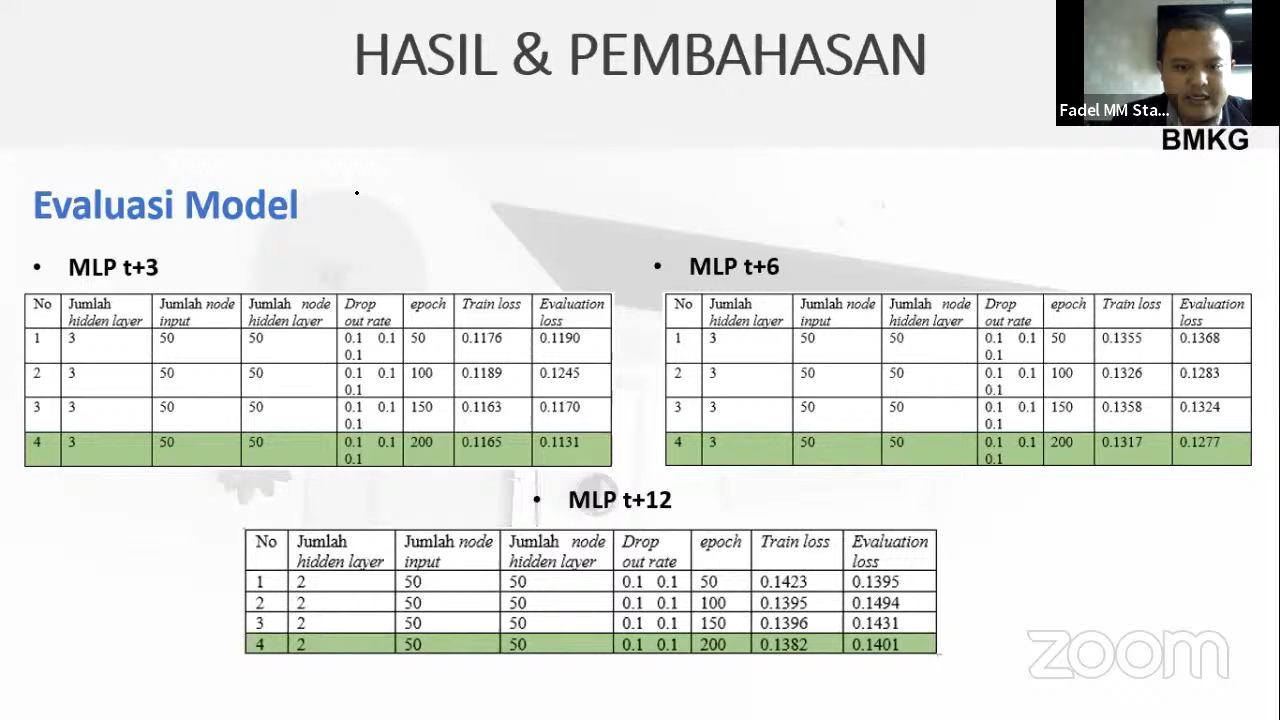 HASIL & PEMBAHASAN
Fadel MM Sta...
BMKG
Evaluasi Model
• MLP t+3
No Jumlah hidden layer Jumlah node input Jumlah node hidden layer Drop out rate epoch Train loss Evaluation loss
1 3 50 50 0.1 0.1 0.1 50 0.1176 0.1190
2 3 50 50 0.1 0.1 0.1 100 0.1189 0.1245
3 3 50 50 0.1 0.1 0.1 150 0.1163 0.1170
4 3 50 50 0.1 0.1 0.1 200 0.1165 0.1131
• MLP t+6
No Jumlah hidden layer Jumlah node input Jumlah node hidden layer Drop out rate epoch Train loss Evaluation loss
1 3 50 50 0.1 0.1 0.1 50 0.1355 0.1368
2 3 50 50 0.1 0.1 0.1 100 0.1326 0.1283
3 3 50 50 0.1 0.1 0.1 150 0.1358 0.1324
4 3 50 50 0.1 0.1 0.1 200 0.1317 0.1277
• MLP t+12
No Jumlah hidden layer Jumlah node input Jumlah node hidden layer Drop out rate epoch Train loss Evaluation loss
1 2 50 50 0.1 0.1 50 0.1423 0.1395
2 2 50 50 0.1 0.1 100 0.1395 0.1494
3 2 50 50 0.1 0.1 150 0.1396 0.1431
4 2 50 50 0.1 0.1 200 0.1382 0.1401
zoom